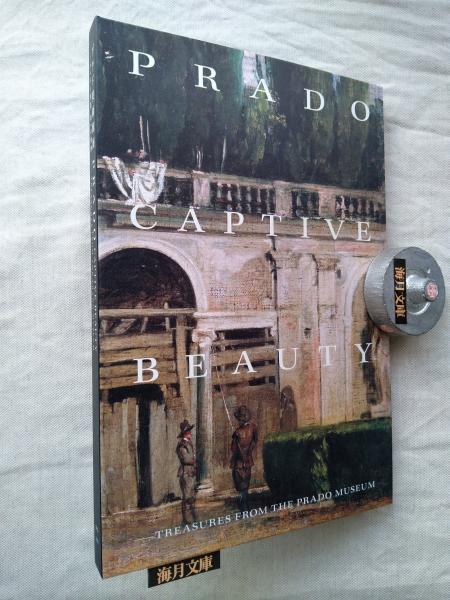 PRADO
CAPTIVE
BEAUTY
TREASURES FROM THE PRADO MUSEUM
海月文庫
海月文庫